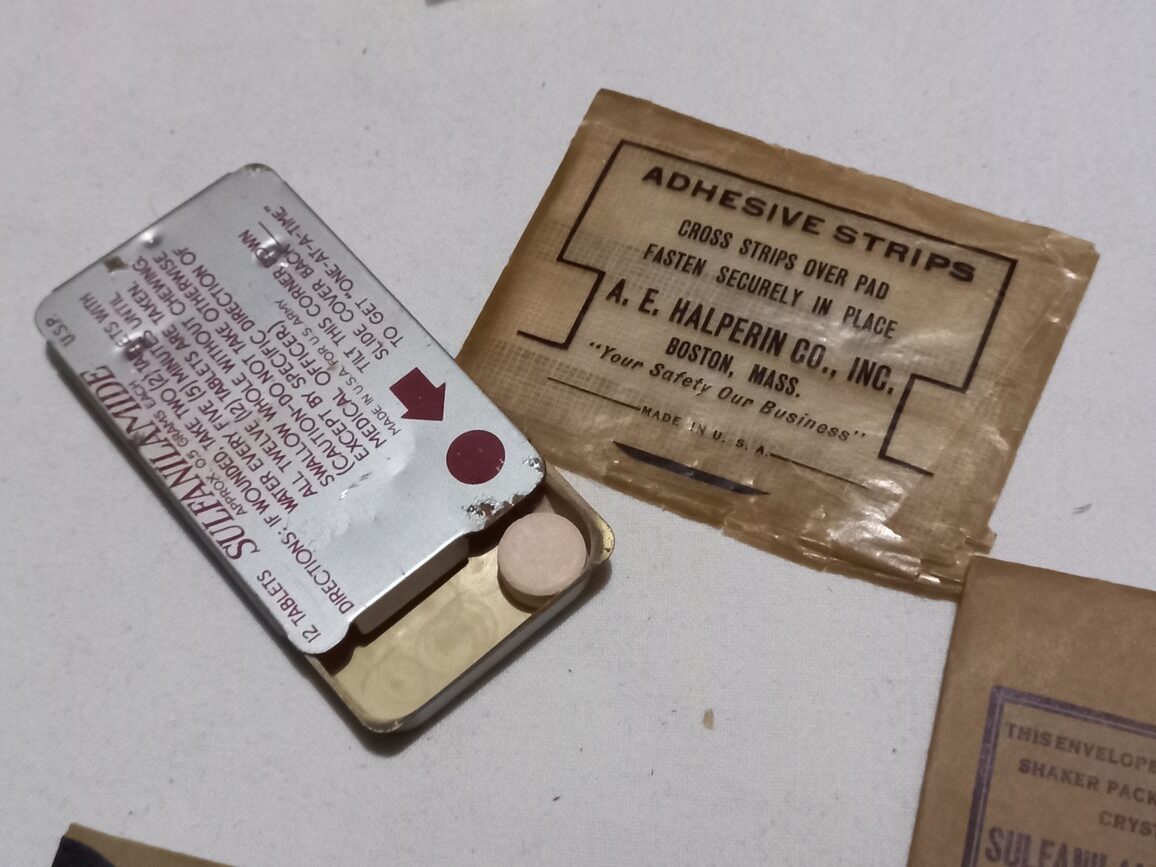 12 TABLETS SULFANILAMIDE U.S.P.
APPROX. 0.5 GRAMS EACH
DIRECTIONS: IF WOUNDED, TAKE TWO [2] TABLETS WITH
WATER, EVERY FIVE [5] MINUTES UNTIL
ALL TWELVE [12] TABLETS ARE TAKEN.
SWALLOW WHOLE WITHOUT CHEWING
(CAUTION-DO NOT TAKE OTHERWISE
EXCEPT BY SPECIFIC DIRECTION OF
MEDICAL OFFICER.)
MADE IN U.S.A. FOR U.S. ARMY
TILT THIS CORNER DOWN
SLIDE COVER BACK
TO GET "ONE-AT-A-TIME"
ADHESIVE STRIPS
CROSS STRIPS OVER PAD
FASTEN SECURELY IN PLACE
A. E. HALPERIN CO., INC.
BOSTON, MASS.
"Your Safety Our Business"
MADE IN U. S. A.
THIS ENVELOPE
SHAKER PACK
CRYST